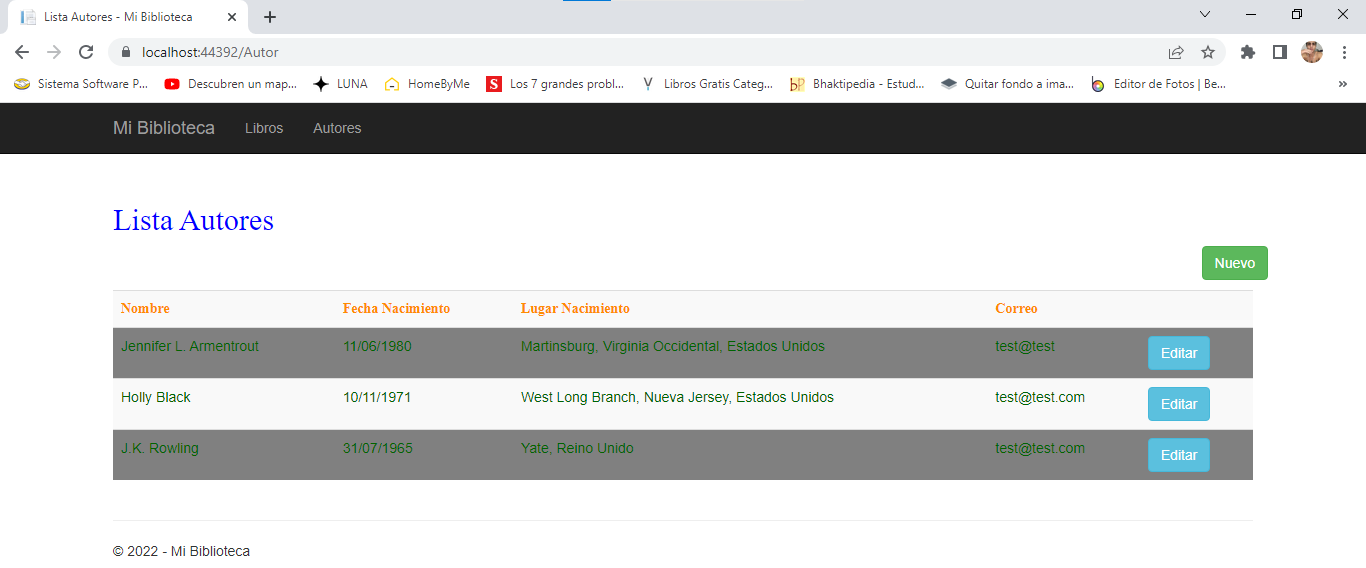 Lista Autores - Mi Biblioteca
localhost:44392/Autor
Sistema Software P... Descubren un map... LUNA HomeByMe S Los 7 grandes probl... Libros Gratis Categ... Bhaktipedia - Estud... Quitar fondo a ima... Editor de Fotos | Be... »
Mi Biblioteca Libros Autores
Lista Autores
Nuevo
Nombre Fecha Nacimiento Lugar Nacimiento Correo
Jennifer L. Armentrout 11/06/1980 Martinsburg, Virginia Occidental, Estados Unidos test@test Editar
Holly Black 10/11/1971 West Long Branch, Nueva Jersey, Estados Unidos test@test.com Editar
J.K. Rowling 31/07/1965 Yate, Reino Unido test@test.com Editar
© 2022 - Mi Biblioteca